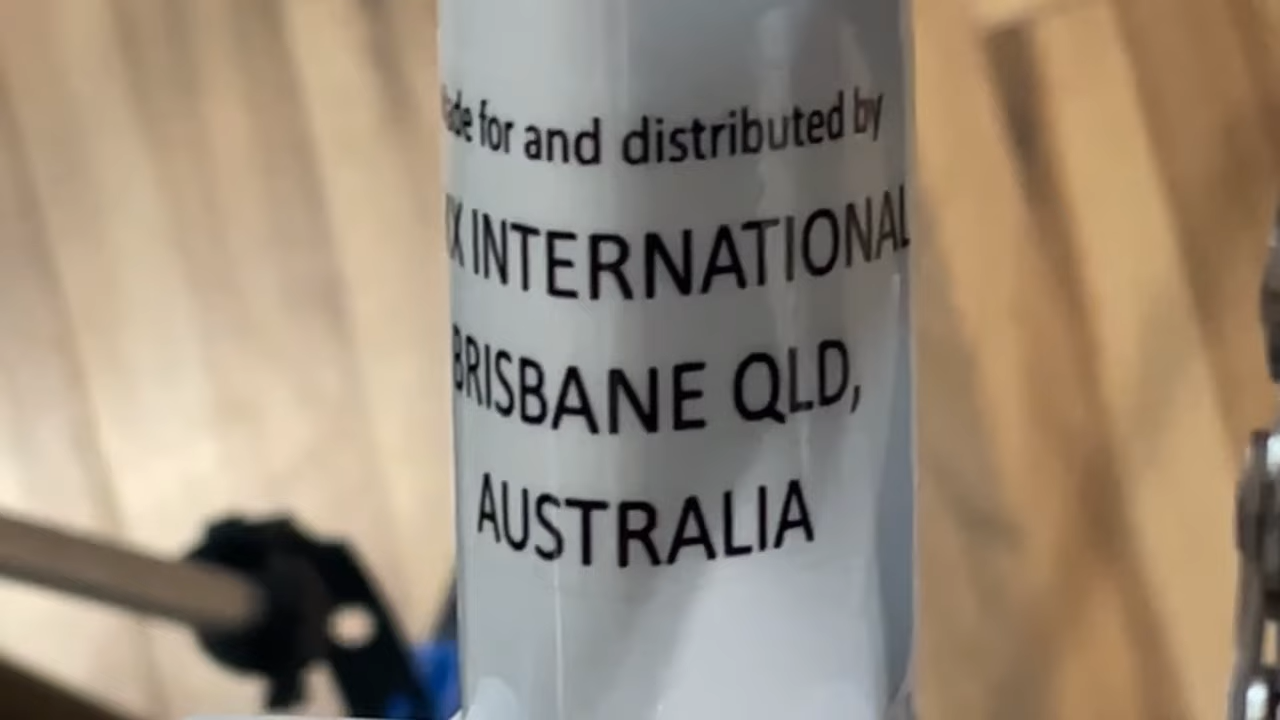 for and distributed by
INTERNATIONAL
BRISBANE QLD,
AUSTRALIA